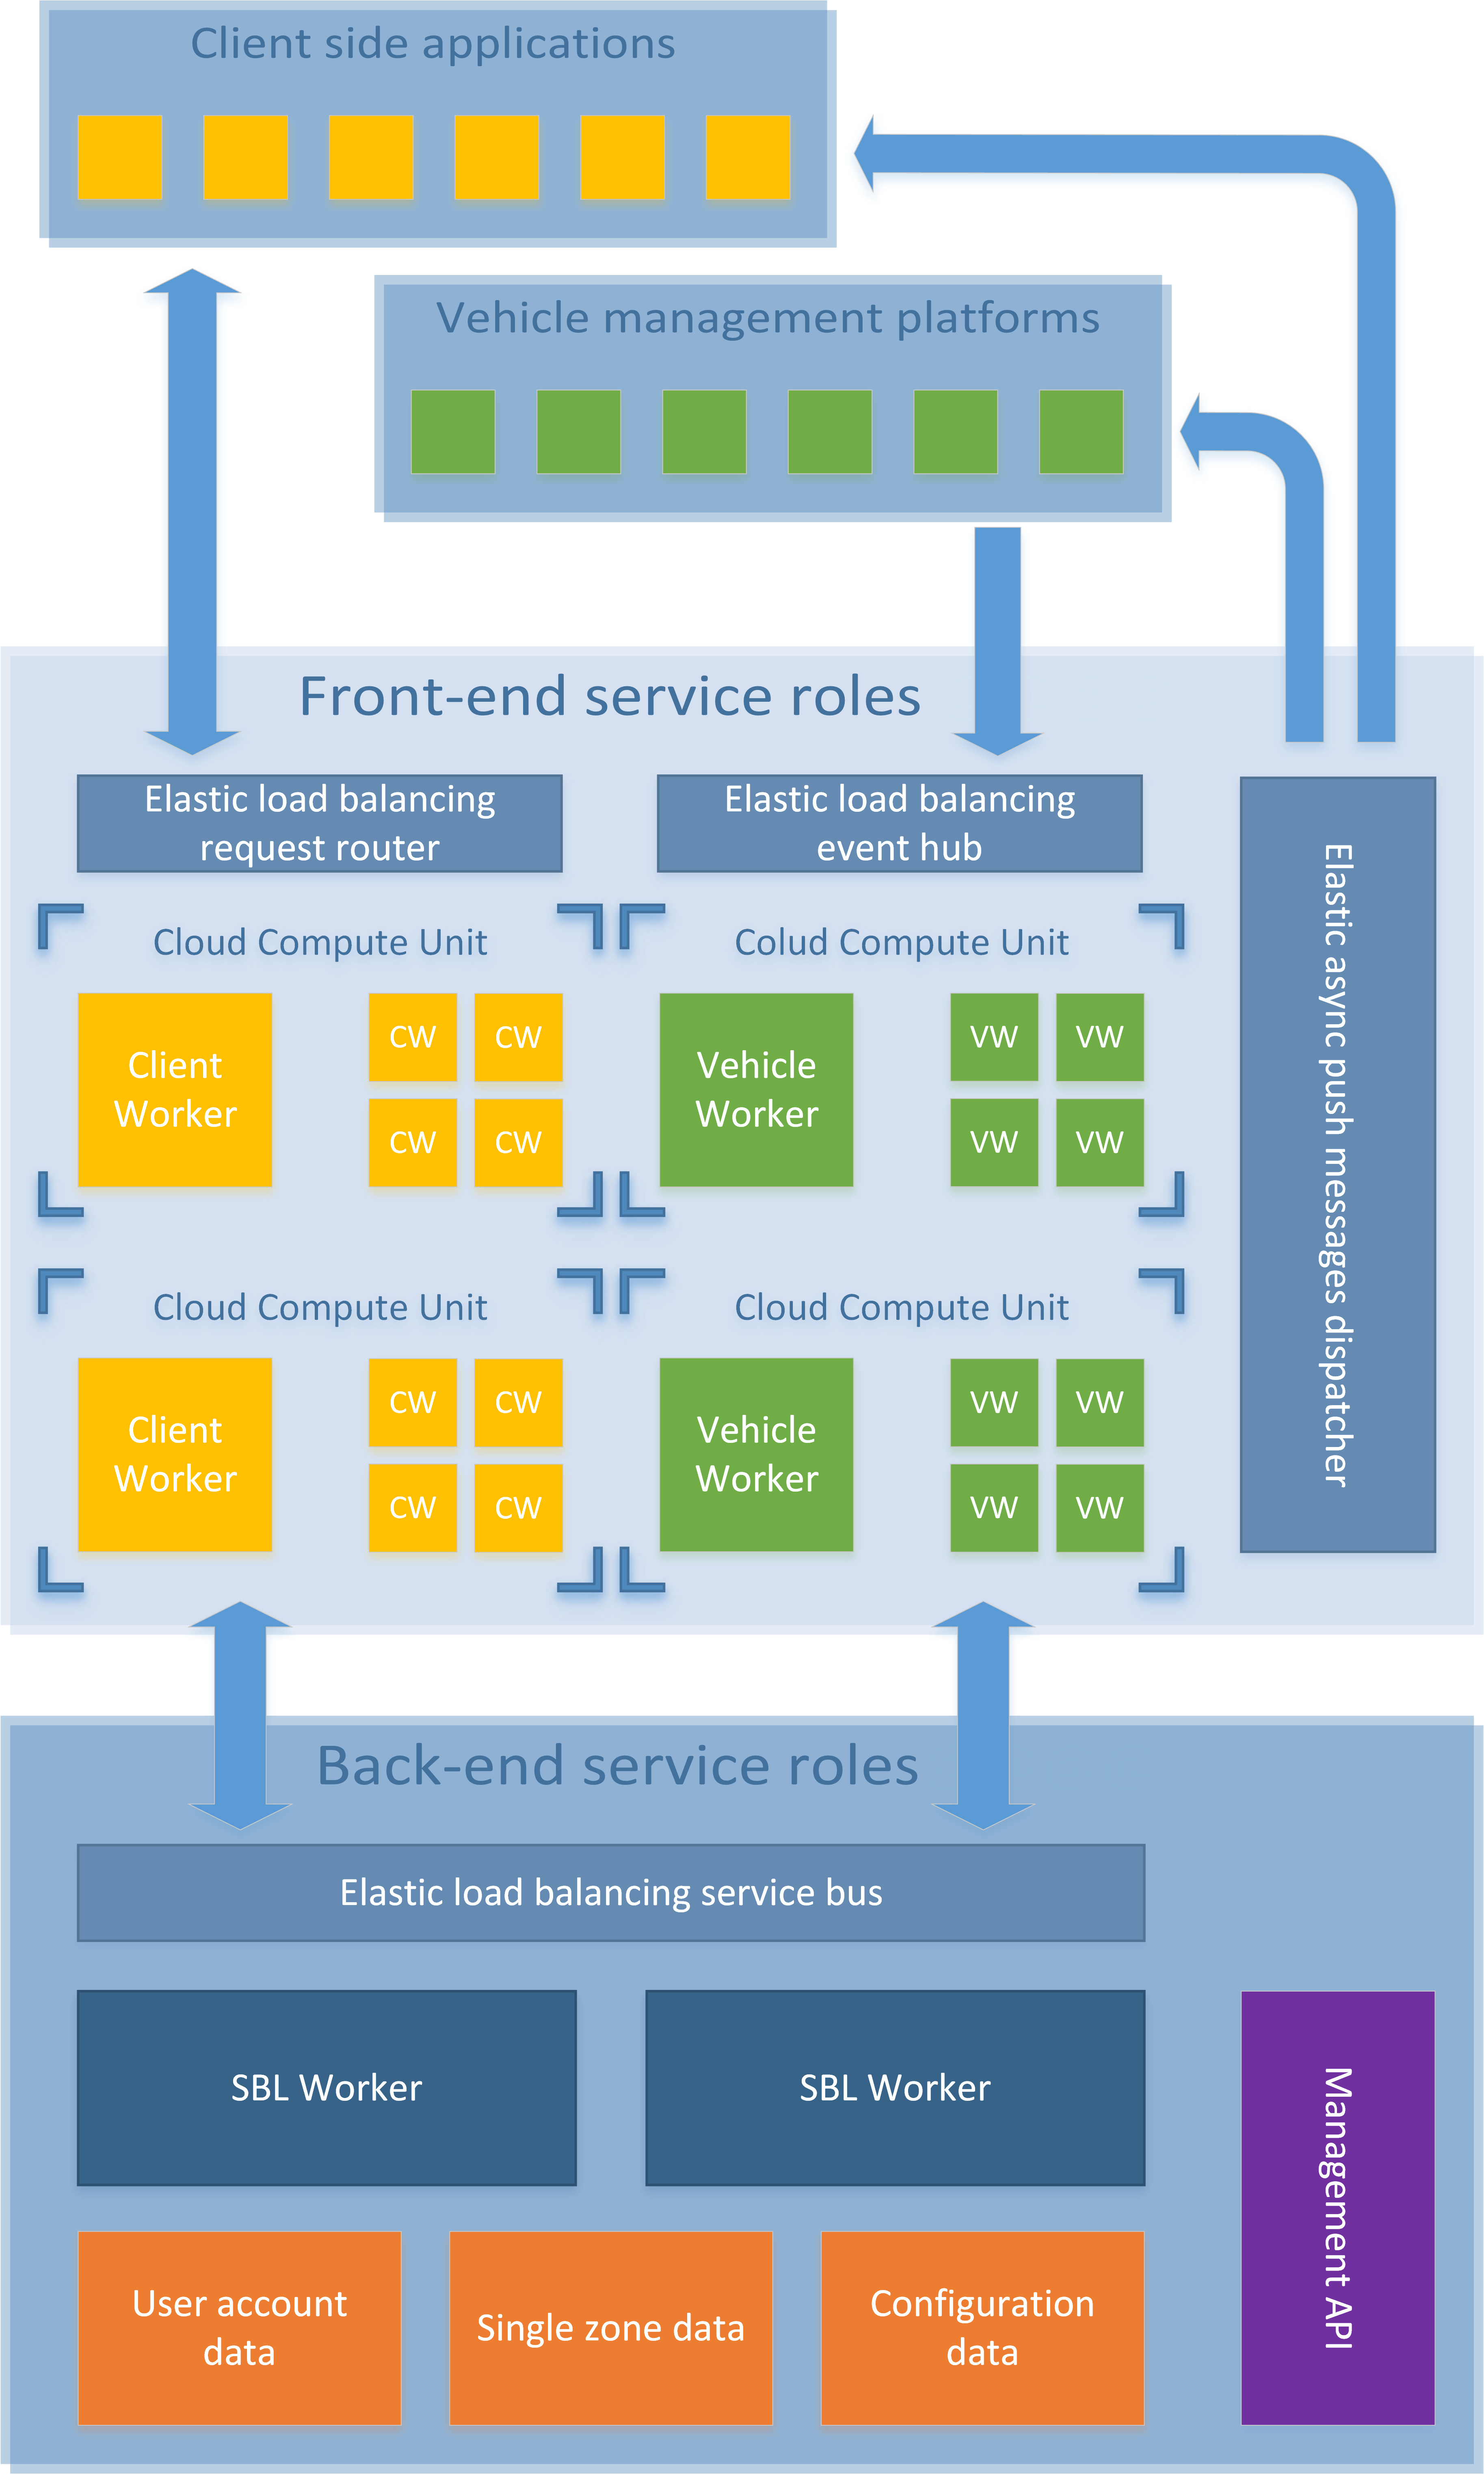 Client side applications
Vehicle management platforms
Front-end service roles
Elastic load balancing
request router
Elastic load balancing
event hub
Elastic async push messages dispatcher
Cloud Compute Unit
Colud Compute Unit
Client
Worker
CW
CW
CW
CW
Vehicle
Worker
VW
VW
VW
VW
Cloud Compute Unit
Cloud Compute Unit
Client
Worker
CW
CW
CW
CW
Vehicle
Worker
VW
VW
VW
VW
Back-end service roles
Elastic load balancing service bus
SBL Worker
SBL Worker
Management API
User account
data
Single zone data
Configuration
data